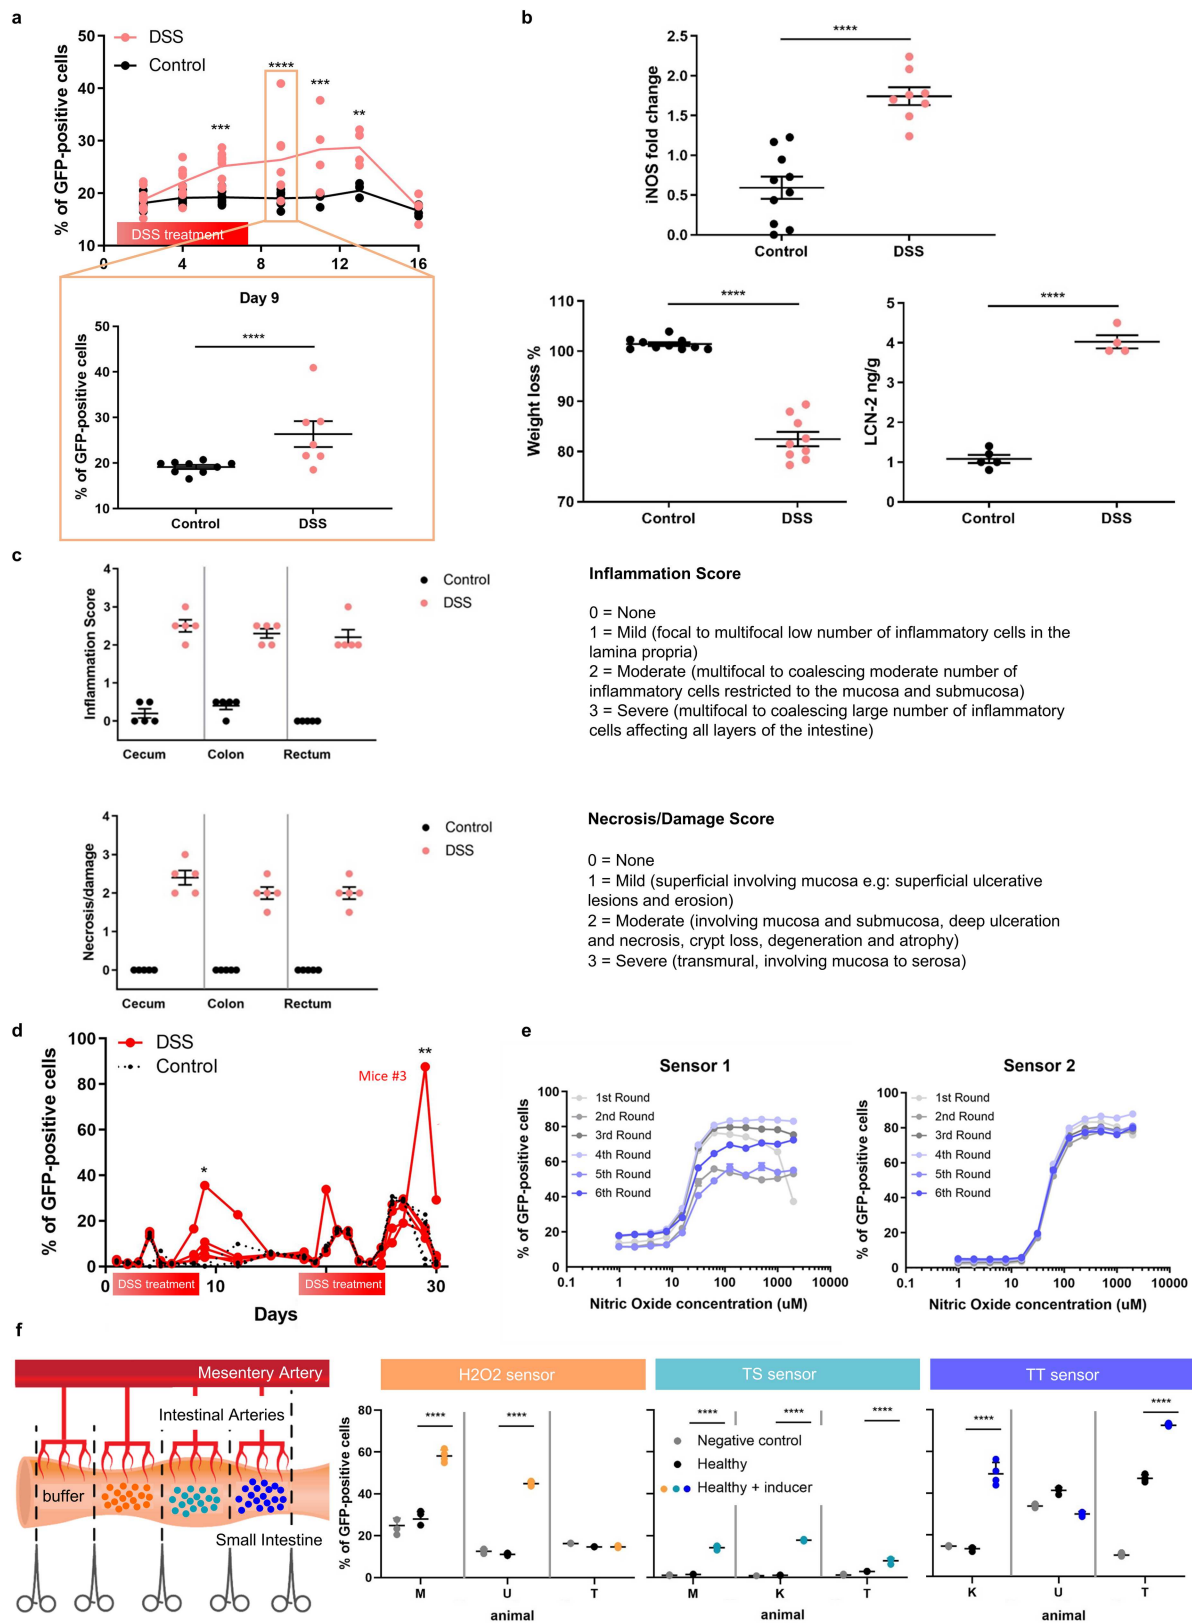 a
50
40
30
20
10
% of GFP-positive cells
DSS
Control
***
****
***
**
DSS treatment
0
4
8
12
16
Day 9
50
40
30
20
10
% of GFP-positive cells
****
Control
DSS
b
2.5
2.0
1.5
1.0
0.5
0.0
iNOS fold change
****
Control
DSS
110
100
90
80
70
Weight loss %
****
Control
DSS
5
4
3
2
1
0
LCN-2 ng/g
****
Control
DSS
c
4
3
2
1
0
Inflammation Score
Control
DSS
Cecum
Colon
Rectum
Inflammation Score
0 = None
1 = Mild (focal to multifocal low number of inflammatory cells in the
lamina propria)
2 = Moderate (multifocal to coalescing moderate number of
inflammatory cells restricted to the mucosa and submucosa)
3 = Severe (multifocal to coalescing large number of inflammatory
cells affecting all layers of the intestine)
4
3
2
1
0
Necrosis/damage
Control
DSS
Cecum
Colon
Rectum
Necrosis/Damage Score
0 = None
1 = Mild (superficial involving mucosa e.g: superficial ulcerative
lesions and erosion)
2 = Moderate (involving mucosa and submucosa, deep ulceration
and necrosis, crypt loss, degeneration and atrophy)
3 = Severe (transmural, involving mucosa to serosa)
d
100
80
60
40
20
0
% of GFP-positive cells
DSS
Control
Mice #3
*
**
DSS treatment
DSS treatment
0
10
20
30
Days
e
Sensor 1
100
80
60
40
20
0
% of GFP-positive cells
1st Round
2nd Round
3rd Round
4th Round
5th Round
6th Round
0.1
1
10
100
1000
10000
Nitric Oxide concentration (uM)
Sensor 2
100
80
60
40
20
0
% of GFP-positive cells
1st Round
2nd Round
3rd Round
4th Round
5th Round
6th Round
0.1
1
10
100
1000
10000
Nitric Oxide concentration (uM)
f
Mesentery Artery
Intestinal Arteries
buffer
Small Intestine
H2O2 sensor
80
60
40
20
0
% of GFP-positive cells
****
****
M
U
T
animal
TS sensor
****
****
****
Negative control
Healthy
Healthy + inducer
M
K
T
animal
TT sensor
****
****
K
U
T
animal